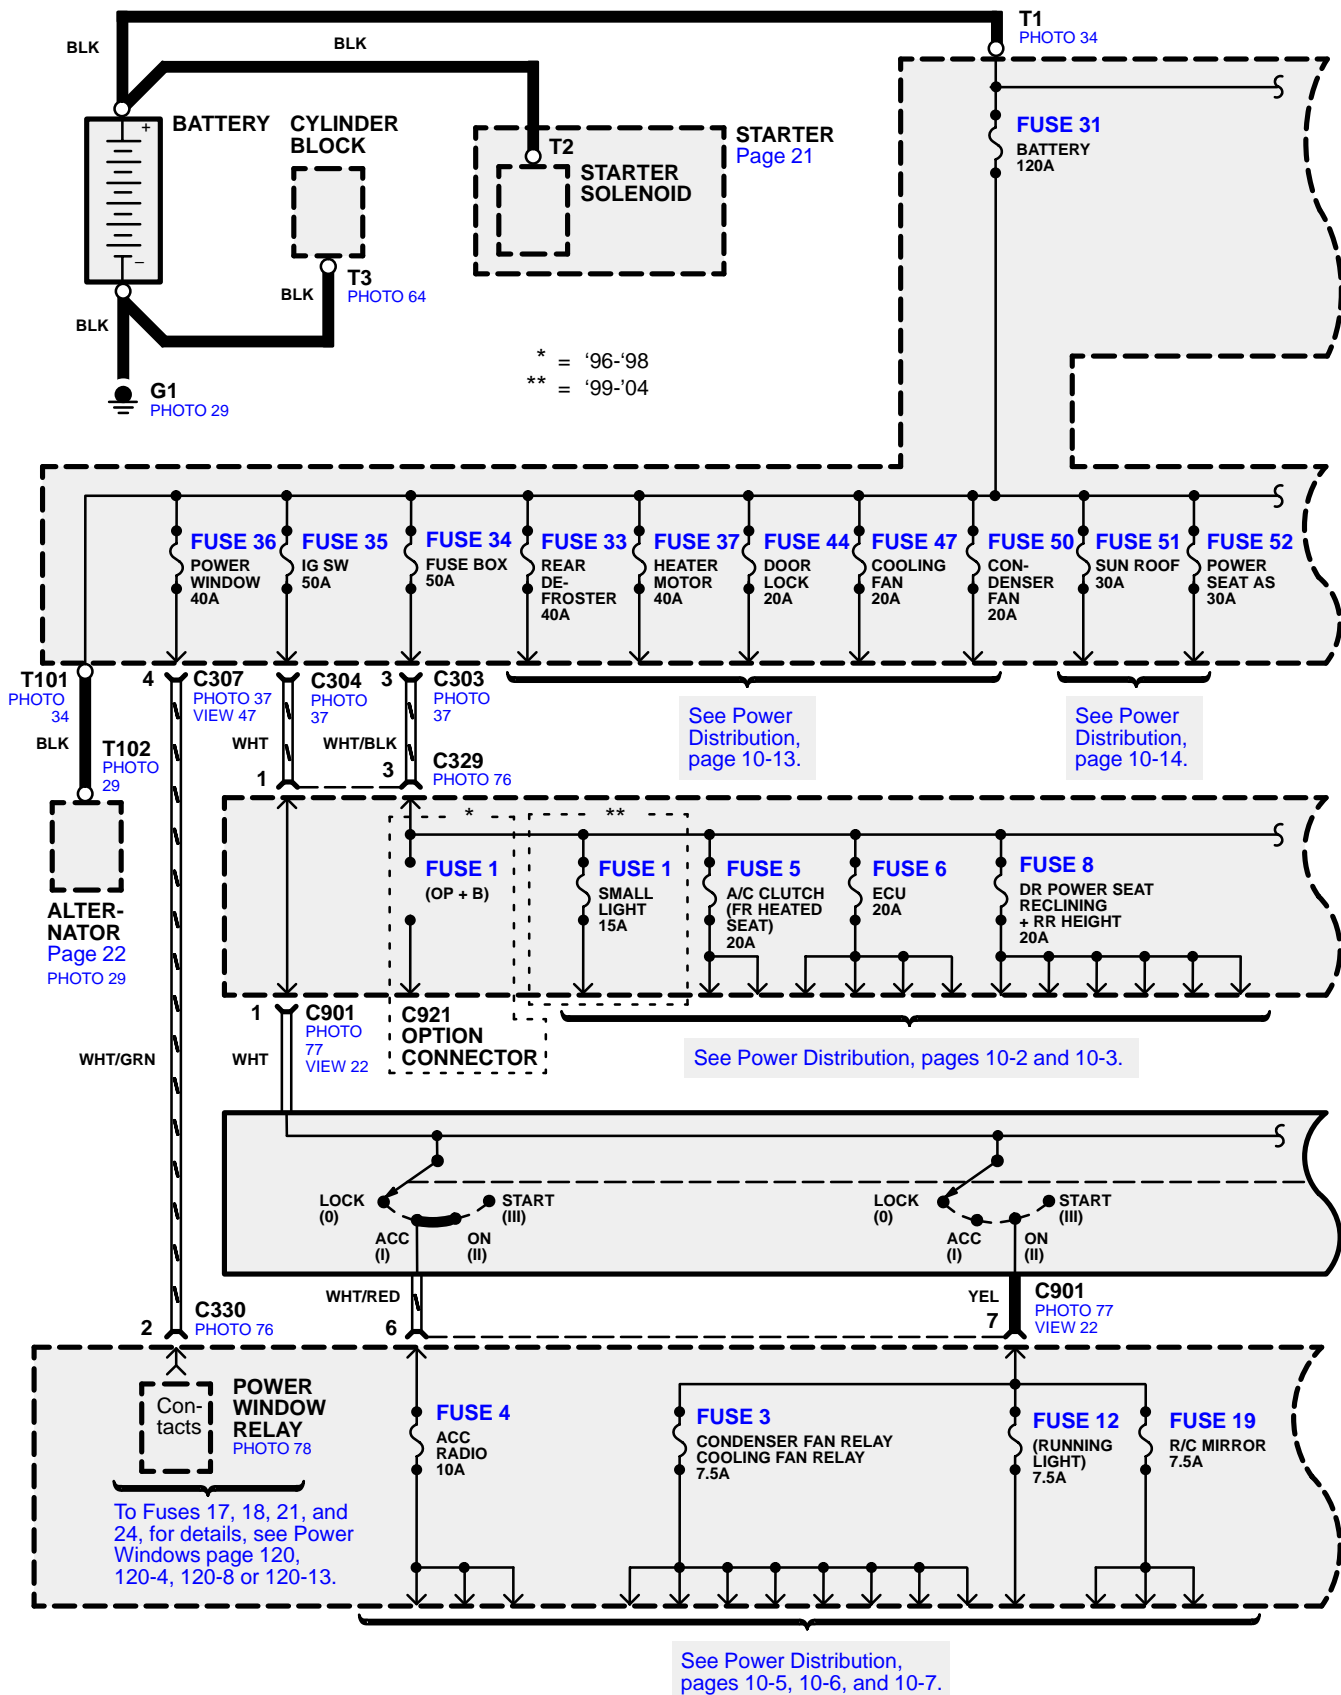 T1
PHOTO 34
BLK
BLK
BATTERY
+
−
CYLINDER
BLOCK
T2
STARTER
SOLENOID
STARTER
Page 21
FUSE 31
BATTERY
120A
T3
PHOTO 64
BLK
BLK
G1
PHOTO 29
* = ‘96-‘98
** = ‘99-‘04
FUSE 36
POWER
WINDOW
40A
FUSE 35
IG SW
50A
FUSE 34
FUSE BOX
50A
FUSE 33
REAR
DE-
FROSTER
40A
FUSE 37
HEATER
MOTOR
40A
FUSE 44
DOOR
LOCK
20A
FUSE 47
COOLING
FAN
20A
FUSE 50
CON-
DENSER
FAN
20A
FUSE 51
SUN ROOF
30A
FUSE 52
POWER
SEAT AS
30A
T101
PHOTO
34
BLK
4
C307
PHOTO 37
VIEW 47
C304
PHOTO
37
3
C303
PHOTO
37
See Power
Distribution,
page 10-13.
See Power
Distribution,
page 10-14.
T102
PHOTO
29
WHT
WHT/BLK
1
3
C329
PHOTO 76
ALTER-
NATOR
Page 22
PHOTO 29
*
**
FUSE 1
(OP + B)
FUSE 1
SMALL
LIGHT
15A
FUSE 5
A/C CLUTCH
(FR HEATED
SEAT)
20A
FUSE 6
ECU
20A
FUSE 8
DR POWER SEAT
RECLINING
+ RR HEIGHT
20A
1
C901
PHOTO
77
VIEW 22
C921
OPTION
CONNECTOR
WHT/GRN
WHT
See Power Distribution, pages 10-2 and 10-3.
LOCK
(0)
START
(III)
ACC
(I)
ON
(II)
LOCK
(0)
START
(III)
ACC
(I)
ON
(II)
WHT/RED
YEL
C901
PHOTO 77
VIEW 22
2
C330
PHOTO 76
6
7
Con-
tacts
POWER
WINDOW
RELAY
PHOTO 78
FUSE 4
ACC
RADIO
10A
FUSE 3
CONDENSER FAN RELAY
COOLING FAN RELAY
7.5A
FUSE 12
(RUNNING
LIGHT)
7.5A
FUSE 19
R/C MIRROR
7.5A
To Fuses 17, 18, 21, and
24, for details, see Power
Windows page 120,
120-4, 120-8 or 120-13.
See Power Distribution,
pages 10-5, 10-6, and 10-7.